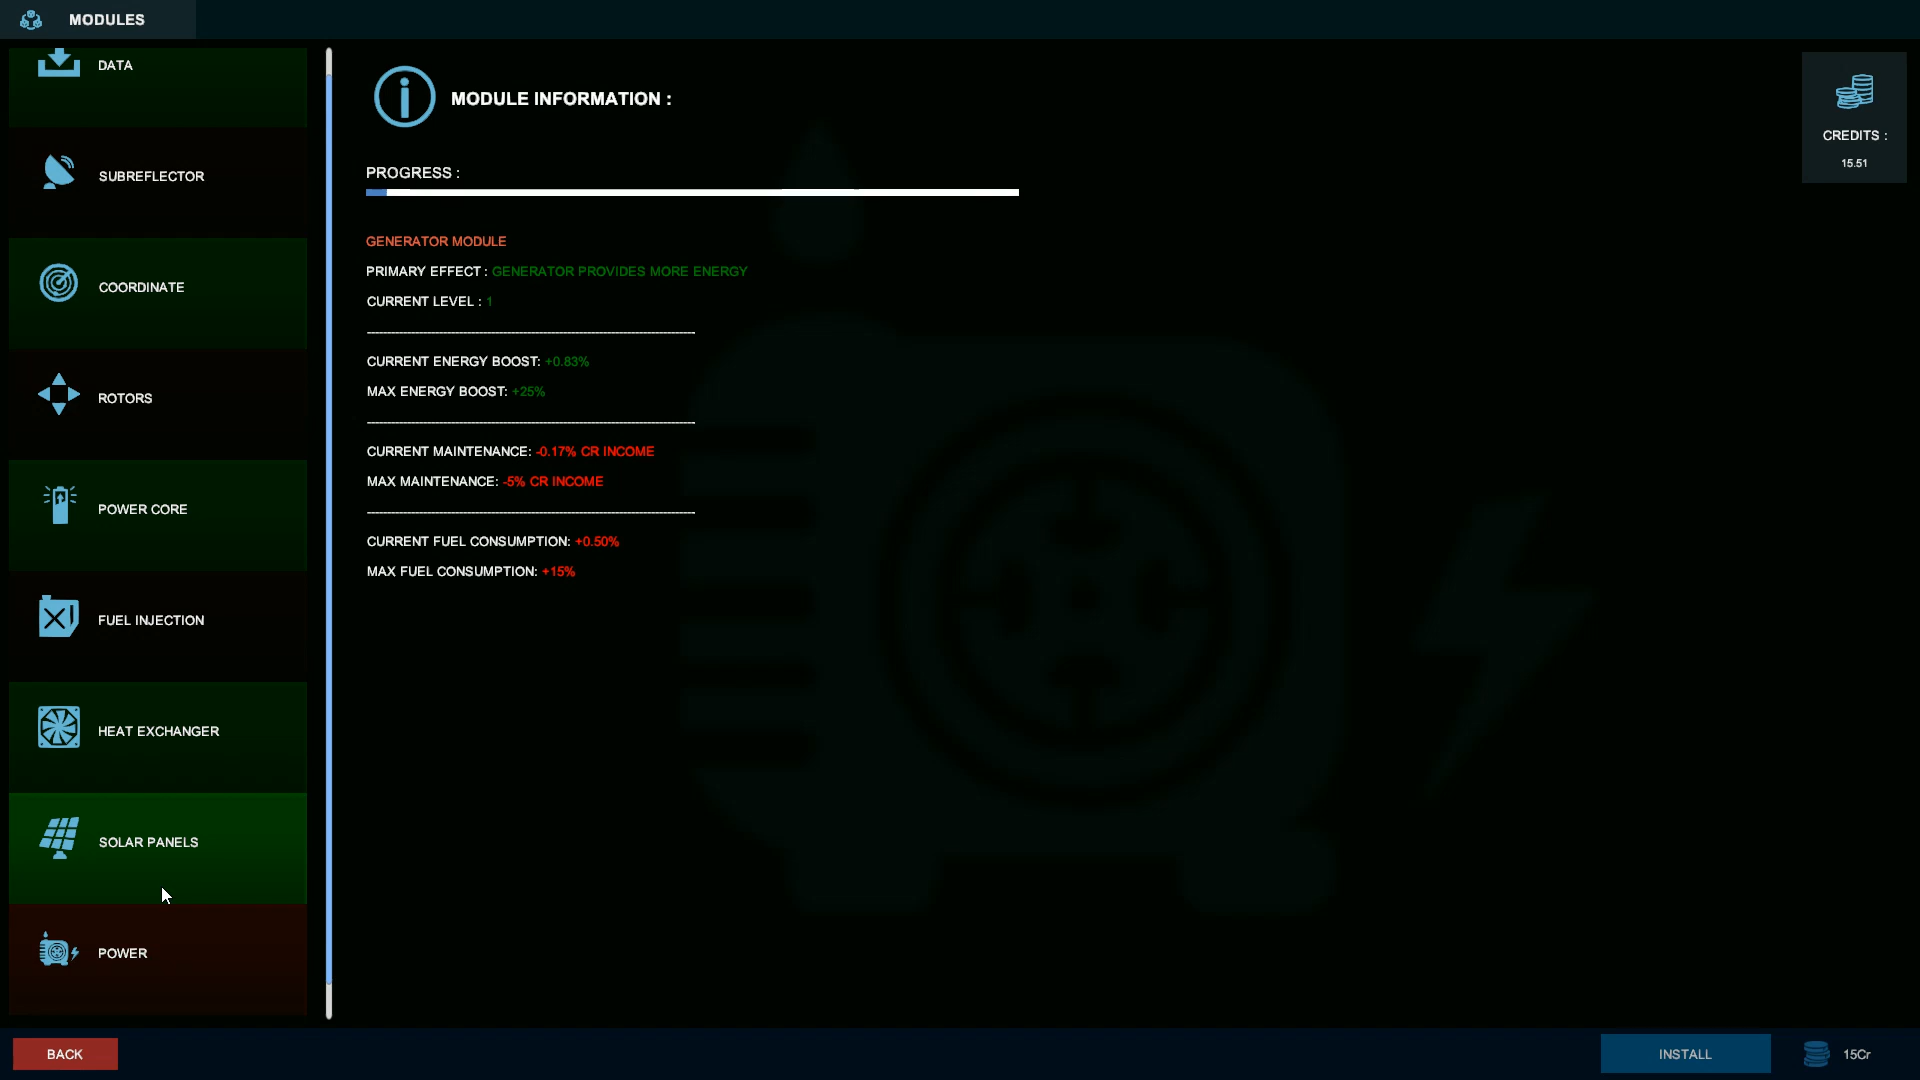 MODULES
DATA
SUBREFLECTOR
COORDINATE
ROTORS
POWER CORE
FUEL INJECTION
HEAT EXCHANGER
SOLAR PANELS
POWER
MODULE INFORMATION :
PROGRESS :
GENERATOR MODULE
PRIMARY EFFECT : GENERATOR PROVIDES MORE ENERGY
CURRENT LEVEL : 1
CURRENT ENERGY BOOST: +0.83%
MAX ENERGY BOOST: +25%
CURRENT MAINTENANCE: -0.17% CR INCOME
MAX MAINTENANCE: -5% CR INCOME
CURRENT FUEL CONSUMPTION: +0.50%
MAX FUEL CONSUMPTION: +15%
CREDITS :
15.51
BACK
INSTALL
15Cr